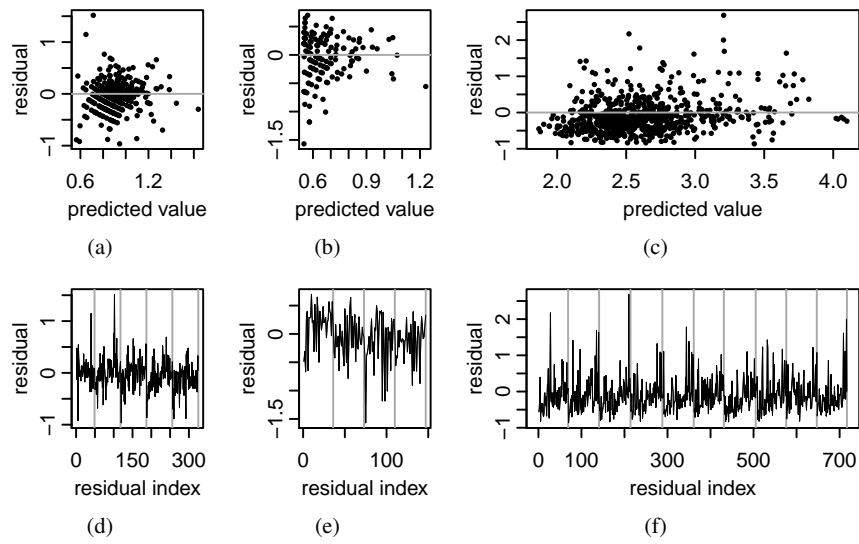 residual
−1 0 1
0.6 1.2
predicted value
(a)
residual
−1.5 0
0.6 0.9 1.2
predicted value
(b)
residual
−1 0 1 2
2.0 2.5 3.0 3.5 4.0
predicted value
(c)
residual
−1 0 1
0 150 300
residual index
(d)
residual
−1.5 0
0 100
residual index
(e)
residual
−1 0 1 2
0 100 300 500 700
residual index
(f)